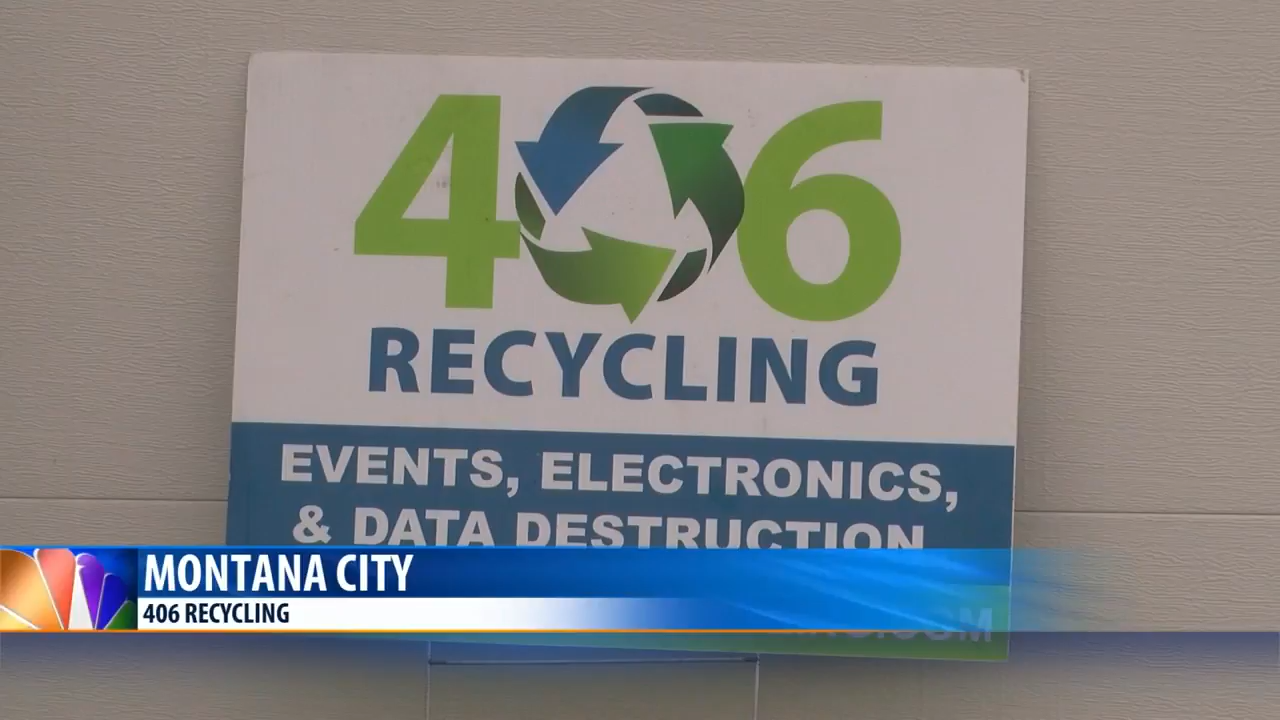 406
RECYCLING
EVENTS, ELECTRONICS,
& DATA DESTRUCTION
MONTANA CITY
406 RECYCLING